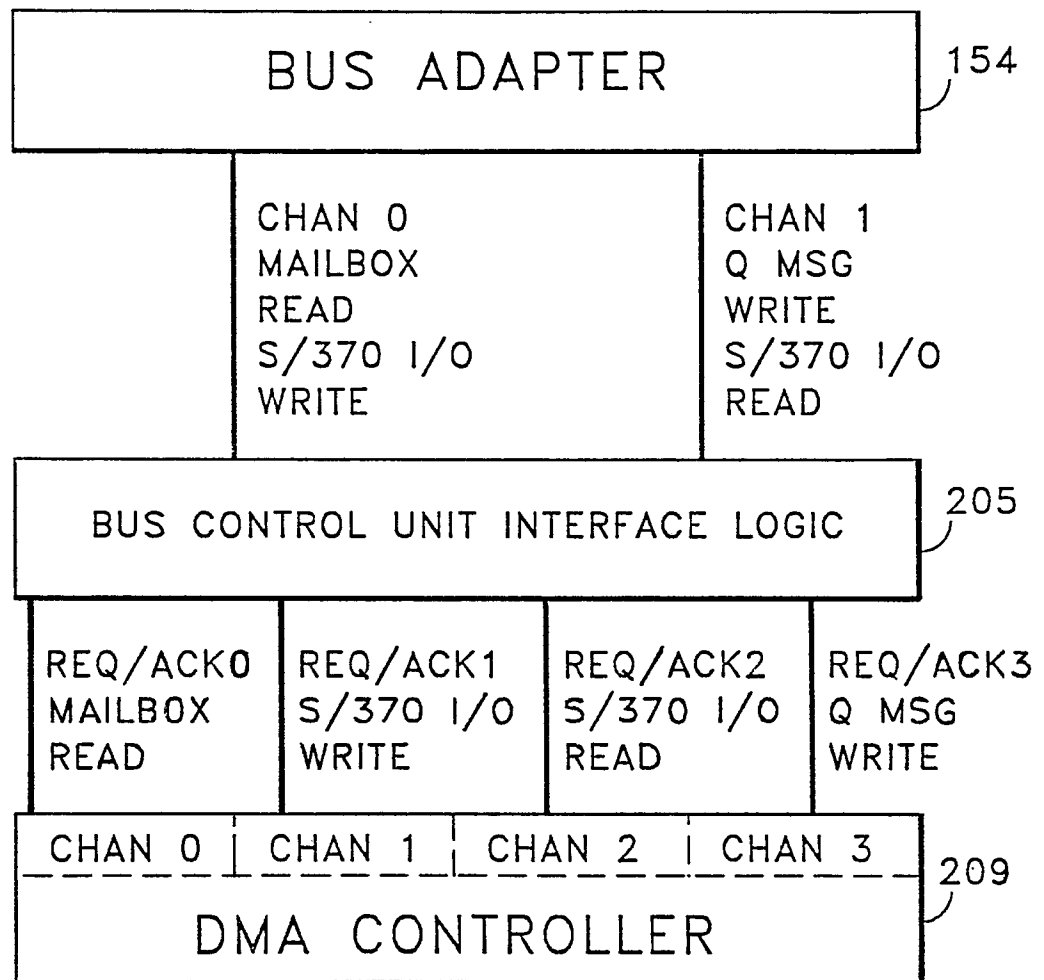 BUS ADAPTER
154
CHAN 0
MAILBOX
READ
S/370 I/O
WRITE
CHAN 1
Q MSG
WRITE
S/370 I/O
READ
BUS CONTROL UNIT INTERFACE LOGIC
205
REQ/ACK0
MAILBOX
READ
REQ/ACK1
S/370 I/O
WRITE
REQ/ACK2
S/370 I/O
READ
REQ/ACK3
Q MSG
WRITE
CHAN 0
CHAN 1
CHAN 2
CHAN 3
209
DMA CONTROLLER